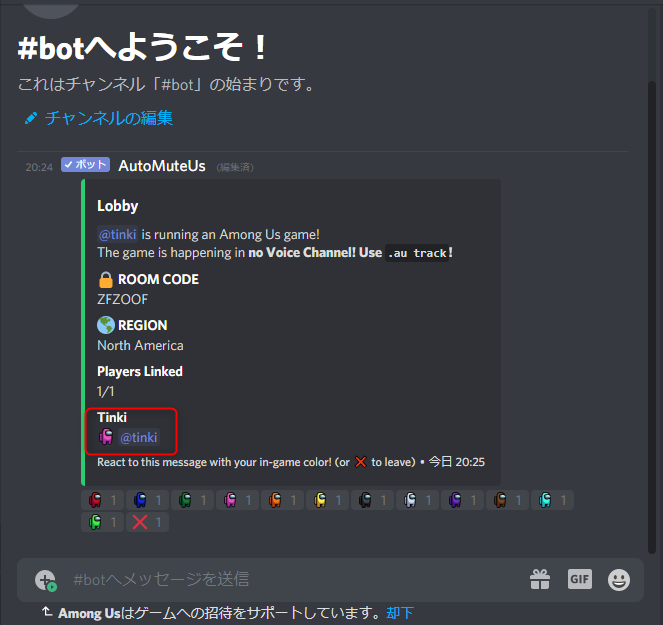 #botへようこそ！
これはチャンネル「#bot」の始まりです。
チャンネルの編集
20:24 ✓ボット AutoMuteUs (編集済)
Lobby
@tinki is running an Among Us game!
The game is happening in no Voice Channel! Use .au track!
ROOM CODE
ZFZOOF
REGION
North America
Players Linked
1/1
Tinki
@tinki
React to this message with your in-game color! (or ❌ to leave) • 今日 20:25
1 1 1 1 1 1 1 1 1 1 1
1 1
#botへメッセージを送信 GIF
Among Usはゲームへの招待をサポートしています。却下